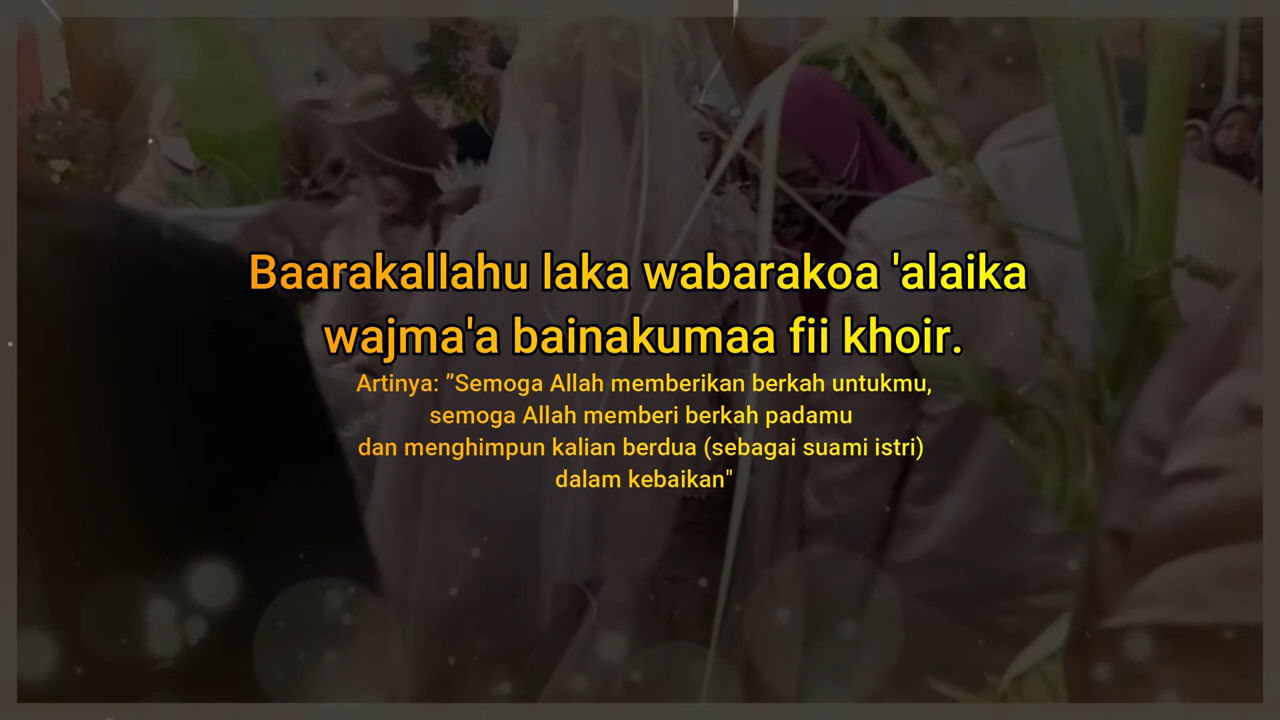 Baarakallahu laka wabarakoa 'alaika
wajma'a bainakumaa fii khoir.
Artinya: ”Semoga Allah memberikan berkah untukmu,
semoga Allah memberi berkah padamu
dan menghimpun kalian berdua (sebagai suami istri)
dalam kebaikan"